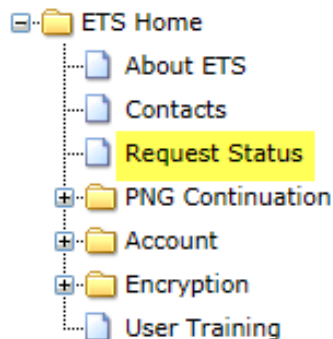 ETS Home
About ETS
Contacts
Request Status
PNG Continuation
Account
Encryption
User Training